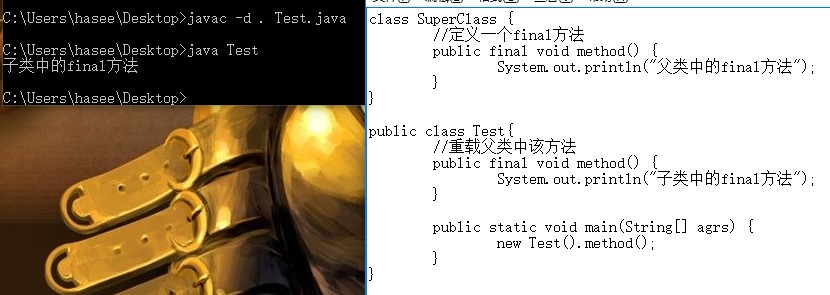 C:\Users\hasee\Desktop>javac -d . Test.java
C:\Users\hasee\Desktop>java Test
子类中的final方法
C:\Users\hasee\Desktop>
class SuperClass {
//定义一个final方法
public final void method() {
System.out.println("父类中的final方法");
}
}
public class Test{
//重载父类中该方法
public final void method() {
System.out.println("子类中的final方法");
}
public static void main(String[] agrs) {
new Test().method();
}
}